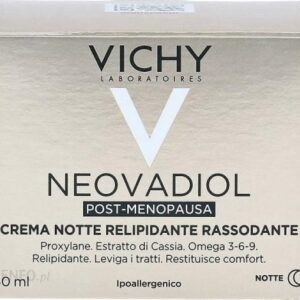 VICHY
LABORATOIRES
NEOVADIOL
POST-MENOPAUSA
CREMA NOTTE RELIPIDANTE RASSODANTE
Proxylane. Estratto di Cassia. Omega 3-6-9.
Relipidante. Leviga i tratti. Restituisce comfort.
Ipoallergenico
NOTTE